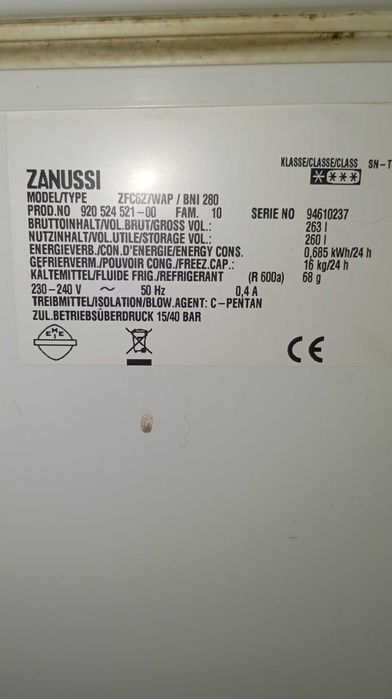 KLASSE/CLASSE/CLASS SN-T
ZANUSSI
****
MODEL/TYPE ZFC627WAP / BNI 280
PROD.NO 920 524 521-00 FAM. 10 SERIE NO 94610237
BRUTTOINHALT/VOL.BRUT/GROSS VOL.: 263 l
NUTZINHALT/VOL.UTILE/STORAGE VOL.: 260 l
ENERGIEVERB./CON.D'ENERGIE/ENERGY CONS. 0,685 kWh/24 h
GEFRIERVERM./POUVOIR CONG./FREEZ.CAP.: 16 kg/24 h
KALTEMITTEL/FLUIDE FRIG./REFRIGERANT (R 600a) 68 g
230-240 V ~ 50 Hz 0,4 A
TREIBMITTEL/ISOLATION/BLOW. AGENT: C-PENTAN
ZUL.BETRIEBSÜBERDRUCK 15/40 BAR
CE